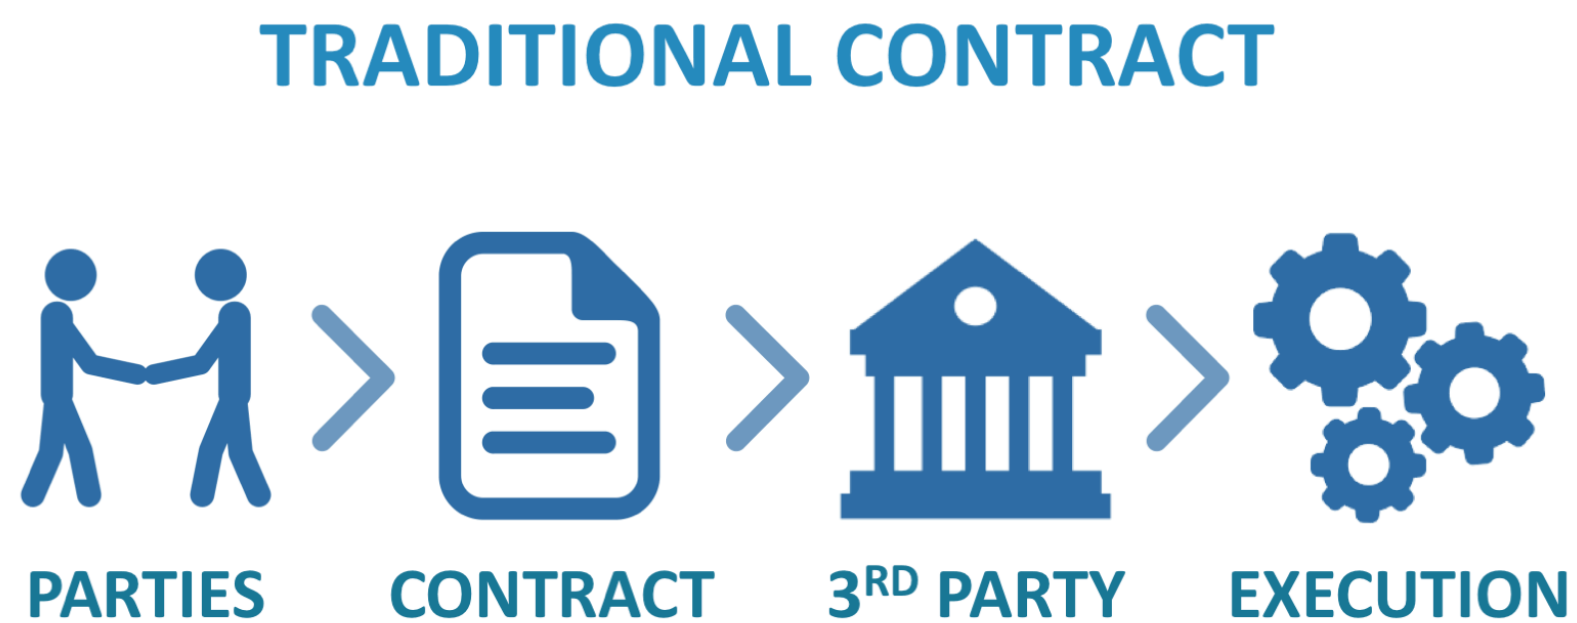 TRADITIONAL CONTRACT
PARTIES
CONTRACT
3RD PARTY
EXECUTION